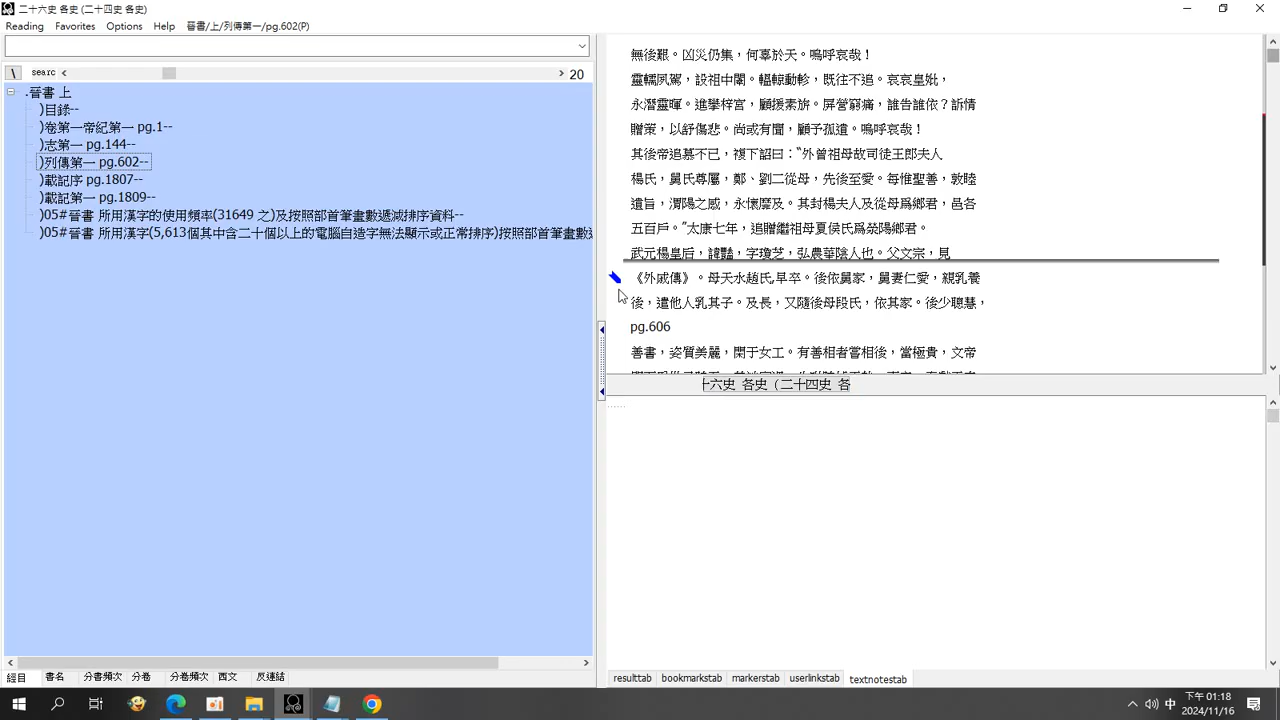 二十六史 各史 (二十四史 各史)
Reading Favorites Options Help 晉書/上/列傳第一/pg.602(P)
\ searc < > 20
.晉書 上
)目錄--
)卷第一帝紀第一 pg.1--
)志第一 pg.144--
)列傳第一 pg.602--
)載記序 pg.1807--
)載記第一 pg.1809--
)05#晉書 所用漢字的使用頻率(31649 之)及按照部首筆畫數遞減排序資料--
)05#晉書 所用漢字(5,613個其中含二十個以上的電腦自造字無法顯示或正常排序)按照部首筆畫數
經目 書名 分書頻次 分卷 分卷頻次 西文 反連結
無後艱。凶災仍集，何辜於天。嗚呼哀哉！
靈轜夙駕，設祖中闈。轀輬動軫，既往不追。哀哀皇妣，
永潛靈暉。進攀梓宮，顧援素旂。屏營窮痛，誰告誰依？訴情
贈策，以舒傷悲。尚或有聞，顧予孤遺。嗚呼哀哉！
其後帝追慕不已，複下詔曰：“外曾祖母故司徒王郎夫人
楊氏，舅氏尊屬，鄭、劉二從母，先後至愛。每惟聖善，敦睦
遺旨，渭陽之感，永懷靡及。其封楊夫人及從母爲鄉君，邑各
五百戶。”太康七年，追贈繼祖母夏侯氏爲滎陽鄉君。
武元楊皇后，諱豔，字瓊芝，弘農華陰人也。父文宗，見
《外戚傳》。母天水趙氏,早卒。後依舅家，舅妻仁愛，親乳養
後，遣他人乳其子。及長，又隨後母段氏，依其家。後少聰慧，
pg.606
善書，姿質美麗，閑于女工。有善相者嘗相後，當極貴，文帝
十六史 各史 (二十四史 各
resulttab bookmarkstab markerstab userlinkstab textnotestab
中 下午 01:18
2024/11/16